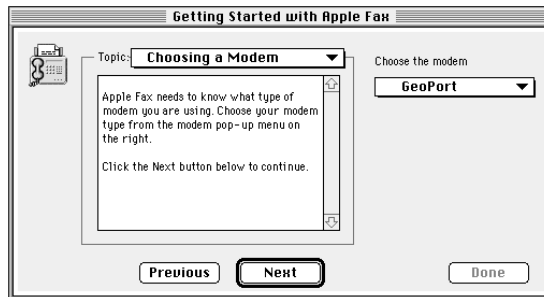 Getting Started with Apple Fax
Topic: Choosing a Modem
Choose the modem
GeoPort
Apple Fax needs to know what type of
modem you are using. Choose your modem
type from the modem pop-up menu on
the right.
Click the Next button below to continue.
Previous Next Done